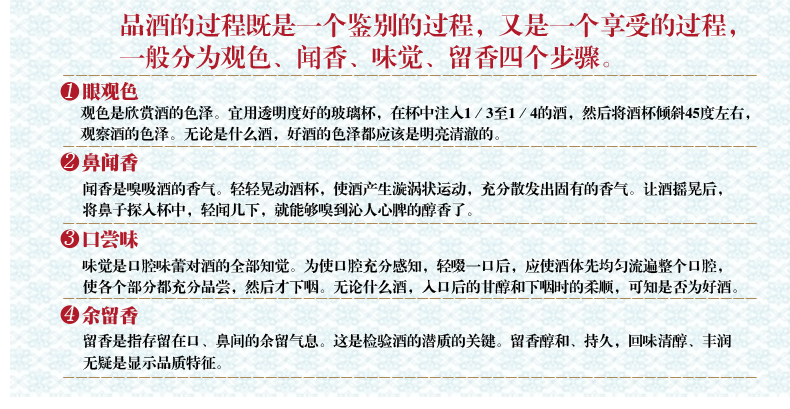 品酒的过程既是一个鉴别的过程，又是一个享受的过程，
一般分为观色、闻香、味觉、留香四个步骤。
1 眼观色
观色是欣赏酒的色泽。宜用透明度好的玻璃杯，在杯中注入1/3至1/4的酒，然后将酒杯倾斜45度左右，
观察酒的色泽。无论是什么酒，好酒的色泽都应该是明亮清澈的。
2 鼻闻香
闻香是嗅吸酒的香气。轻轻晃动酒杯，使酒产生漩涡状运动，充分散发出固有的香气。让酒摇晃后，
将鼻子探入杯中，轻闻几下，就能够嗅到沁人心脾的醇香了。
3 口尝味
味觉是口腔味蕾对酒的全部知觉。为使口腔充分感知，轻啜一口后，应使酒体先均匀流遍整个口腔，
使各个部分都充分品尝，然后才下咽。无论什么酒，入口后的甘醇和下咽时的柔顺，可知是否为好酒。
4 余留香
留香是指存留在口、鼻间的余留气息。这是检验酒的潜质的关键。留香醇和、持久，回味清醇、丰润
无疑是显示品质特征。